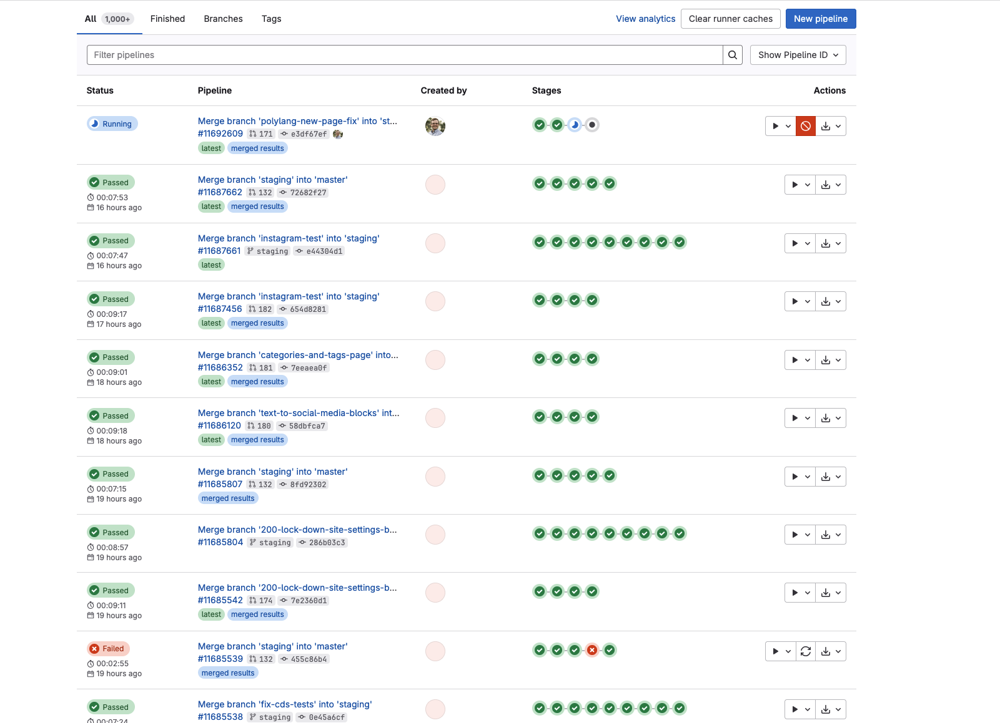 All 1,000+ Finished Branches Tags View analytics Clear runner caches New pipeline
Filter pipelines Show Pipeline ID
Status Pipeline Created by Stages Actions
Running
Merge branch 'polylang-new-page-fix' into 'st...
#11692609 171 e3df67ef
latest merged results
Passed
00:07:53
16 hours ago
Merge branch 'staging' into 'master'
#11687662 132 72682f27
latest merged results
Passed
00:07:47
16 hours ago
Merge branch 'instagram-test' into 'staging'
#11687661 staging e44304d1
latest
Passed
00:09:17
17 hours ago
Merge branch 'instagram-test' into 'staging'
#11687456 182 654d8281
latest merged results
Passed
00:09:01
18 hours ago
Merge branch 'categories-and-tags-page' into...
#11686352 181 7eeaea0f
latest merged results
Passed
00:09:18
18 hours ago
Merge branch 'text-to-social-media-blocks' int...
#11686120 180 58dbfca7
latest merged results
Passed
00:07:15
19 hours ago
Merge branch 'staging' into 'master'
#11685807 132 8fd92302
merged results
Passed
00:08:57
19 hours ago
Merge branch '200-lock-down-site-settings-b...
#11685804 staging 286b03c3
Passed
00:09:11
19 hours ago
Merge branch '200-lock-down-site-settings-b...
#11685542 174 7e2360d1
latest merged results
Failed
00:02:55
19 hours ago
Merge branch 'staging' into 'master'
#11685539 132 455c86b4
merged results
Passed
00:07:24
Merge branch 'fix-cds-tests' into 'staging'
#11685538 staging 0e45a6cf